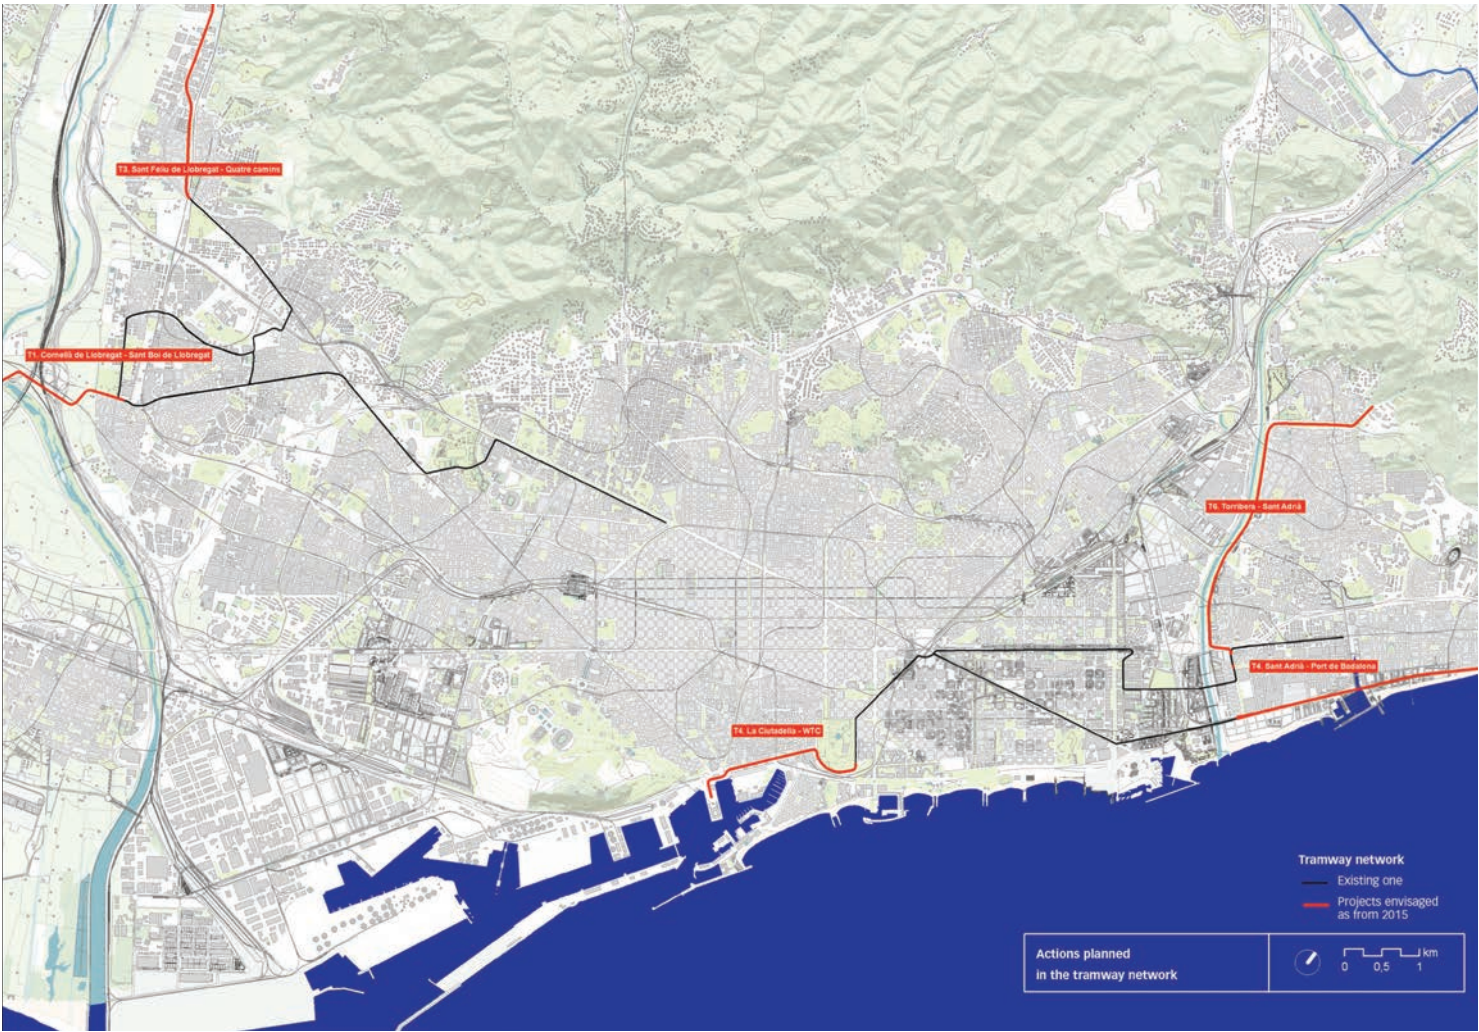 T3. Sant Feliu de Llobregat - Quatre camins
T1. Cornellà de Llobregat - Sant Boi de Llobregat
T6. Torribera - Sant Adrià
T4. Sant Adrià - Port de Badalona
T4. La Ciutadella - WTC
Tramway network
Existing one
Projects envisaged
as from 2015
Actions planned
in the tramway network
km
0 0,5 1